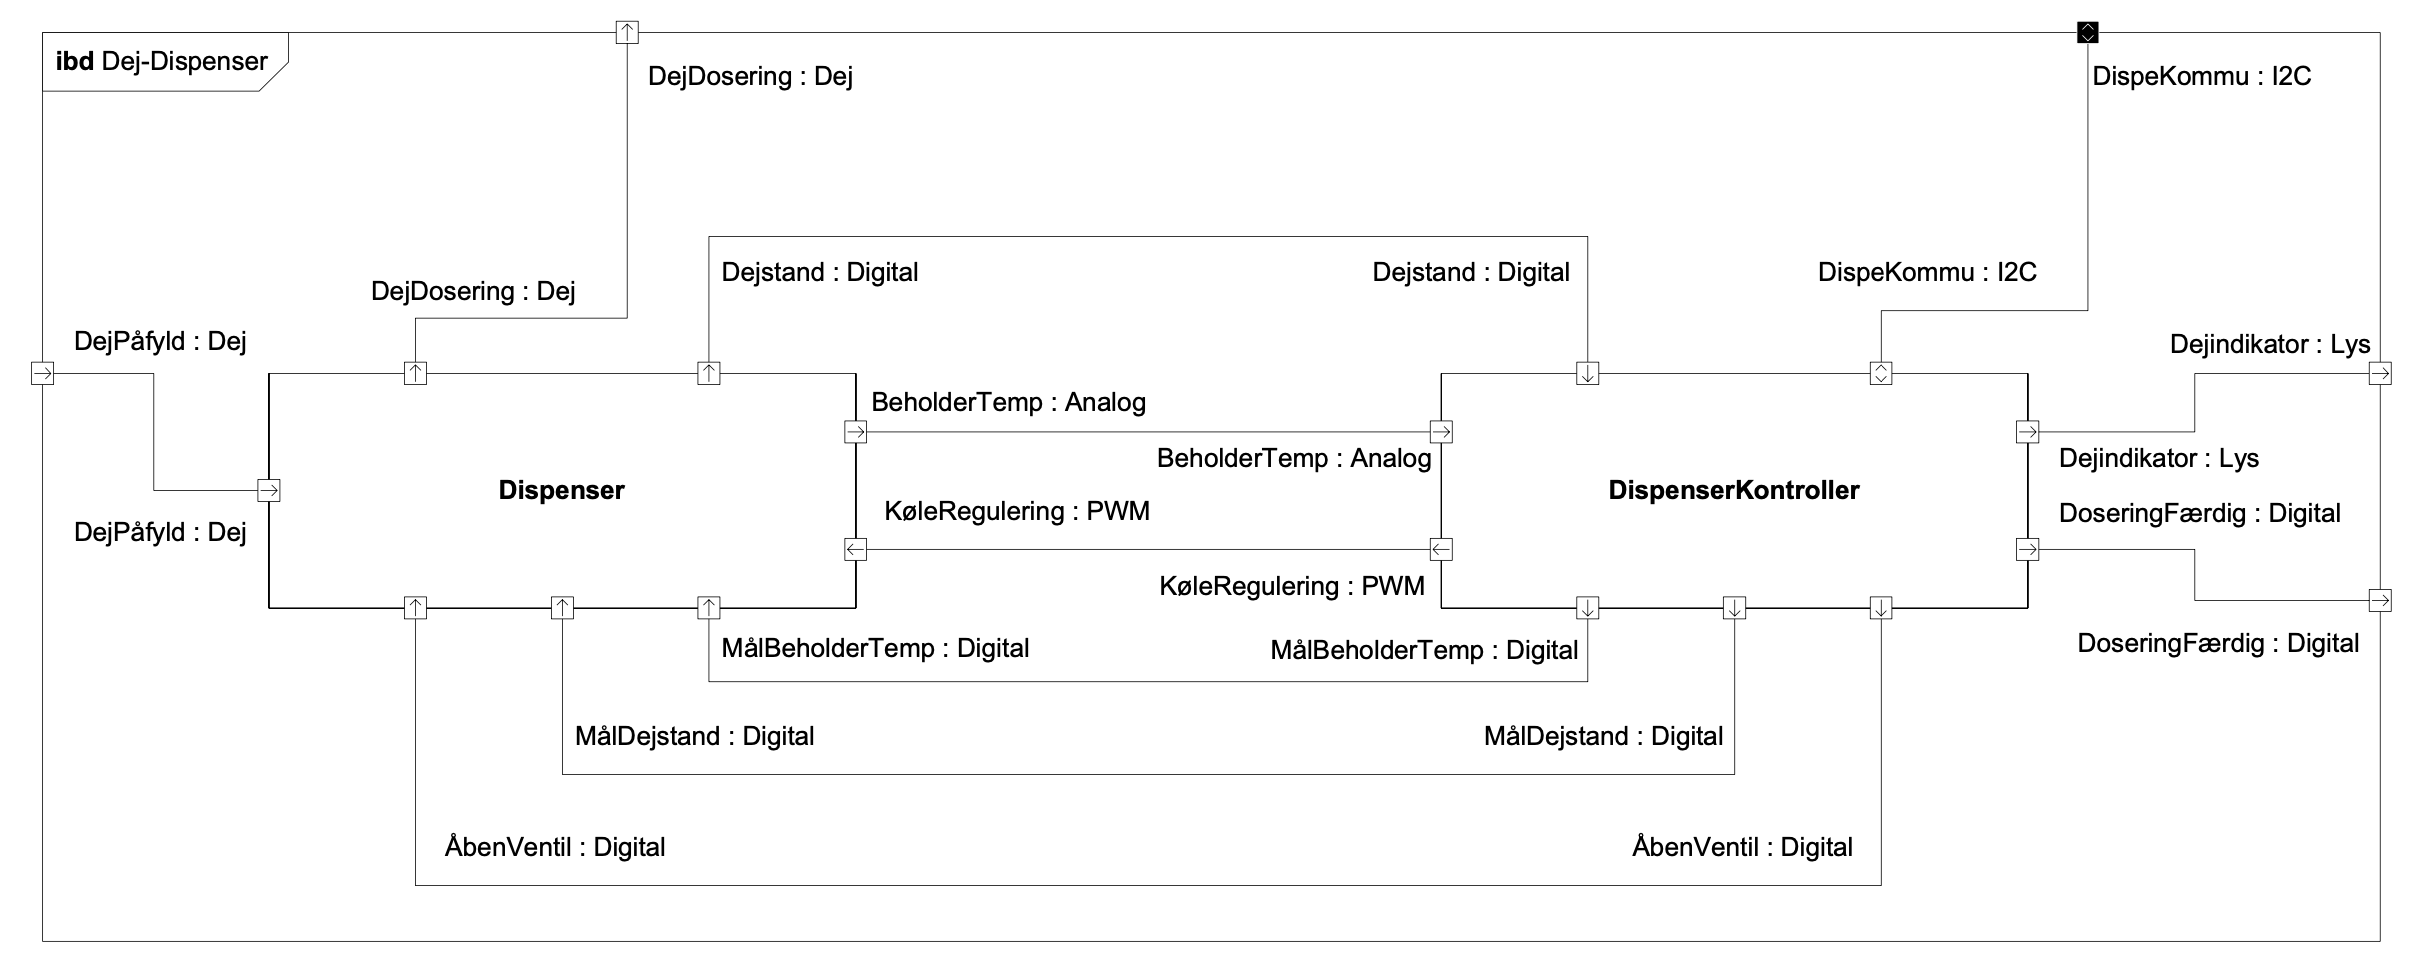 ibd Dej-Dispenser
DejDosering : Dej
DispeKommu : I2C
Dejstand : Digital
Dejstand : Digital
DispeKommu : I2C
DejDosering : Dej
DejPåfyld : Dej
Dejindikator : Lys
BeholderTemp : Analog
BeholderTemp : Analog
Dejindikator : Lys
Dispenser
DispenserKontroller
KøleRegulering : PWM
DoseringFærdig : Digital
DejPåfyld : Dej
KøleRegulering : PWM
MålBeholderTemp : Digital
MålBeholderTemp : Digital
DoseringFærdig : Digital
MålDejstand : Digital
MålDejstand : Digital
ÅbenVentil : Digital
ÅbenVentil : Digital